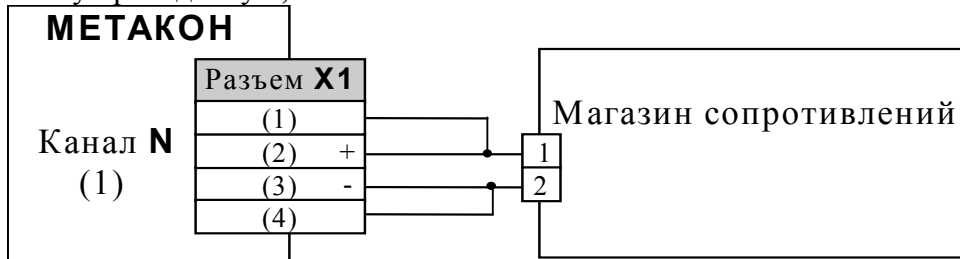 МЕТАКОН
Разъем X1
(1)
(2) +
(3) -
(4)
Канал N
(1)
Магазин сопротивлений
1
2